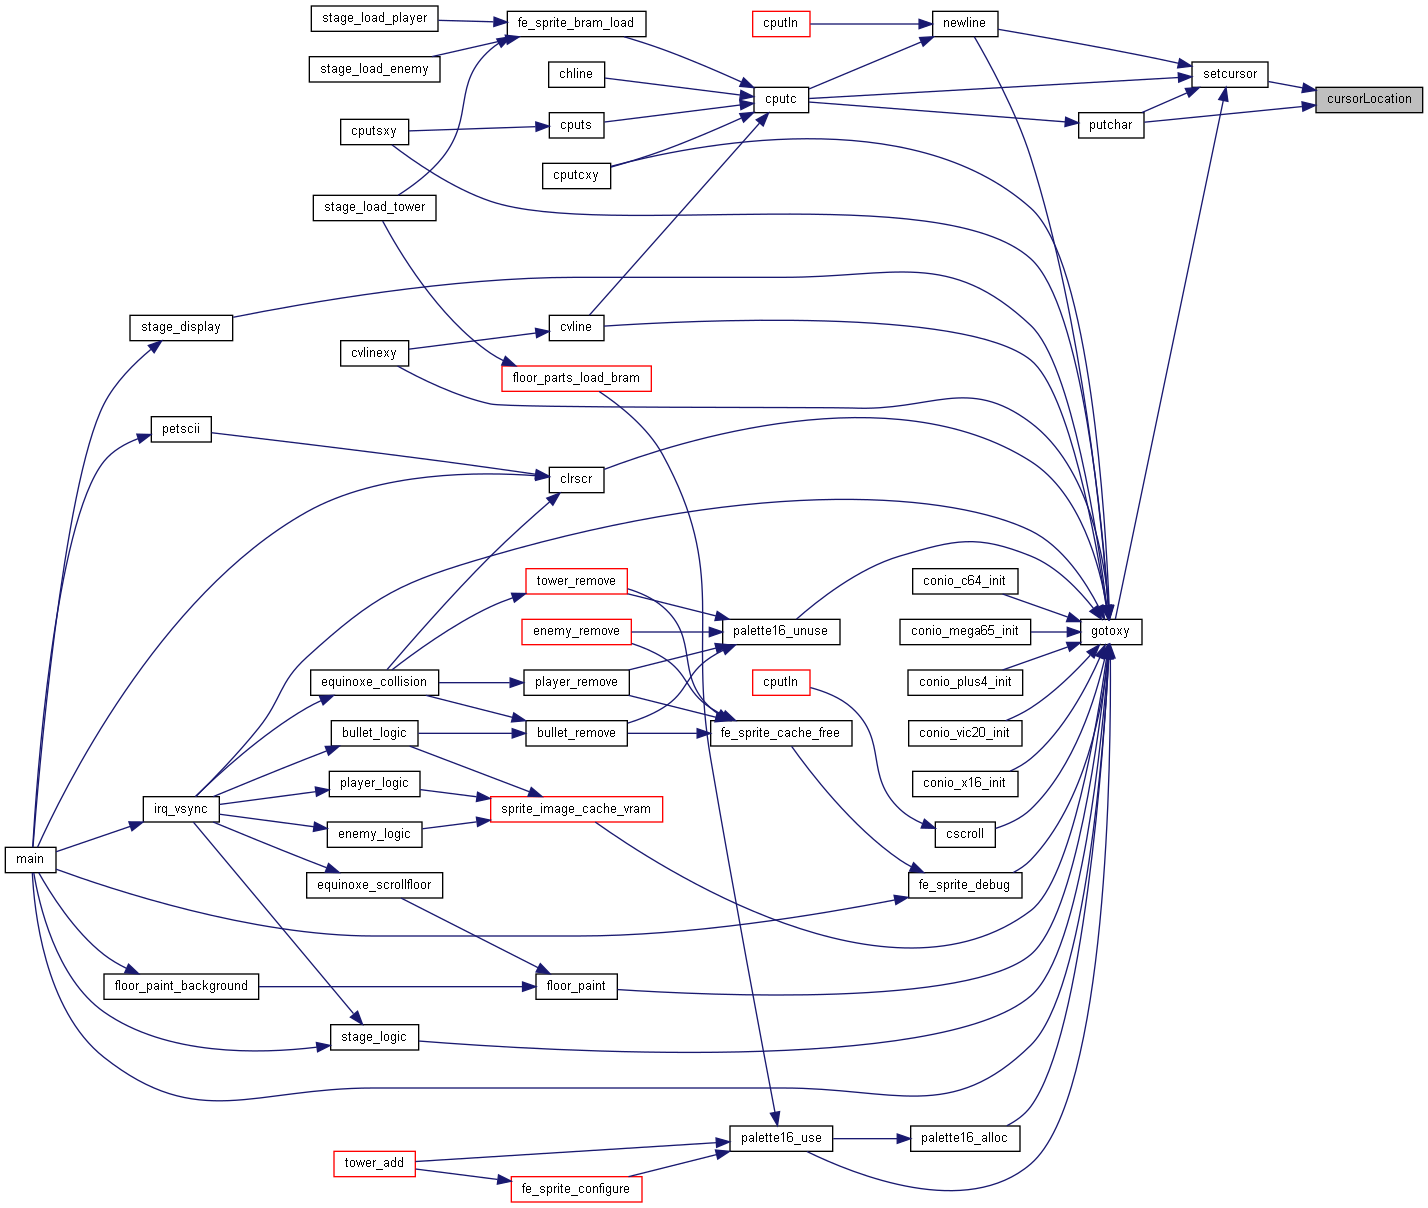 stage_load_player
fe_sprite_bram_load
cputln
newline
stage_load_enemy
chline
setcursor
cputc
cursorLocation
cputsxy
cputs
putchar
cputcxy
stage_load_tower
stage_display
cvline
cvlinexy
floor_parts_load_bram
petscii
clrscr
tower_remove
conio_c64_init
enemy_remove
palette16_unuse
conio_mega65_init
gotoxy
equinoxe_collision
player_remove
cputln
conio_plus4_init
bullet_logic
bullet_remove
fe_sprite_cache_free
conio_vic20_init
player_logic
conio_x16_init
irq_vsync
sprite_image_cache_vram
enemy_logic
cscroll
main
equinoxe_scrollfloor
fe_sprite_debug
floor_paint_background
floor_paint
stage_logic
palette16_use
palette16_alloc
tower_add
fe_sprite_configure